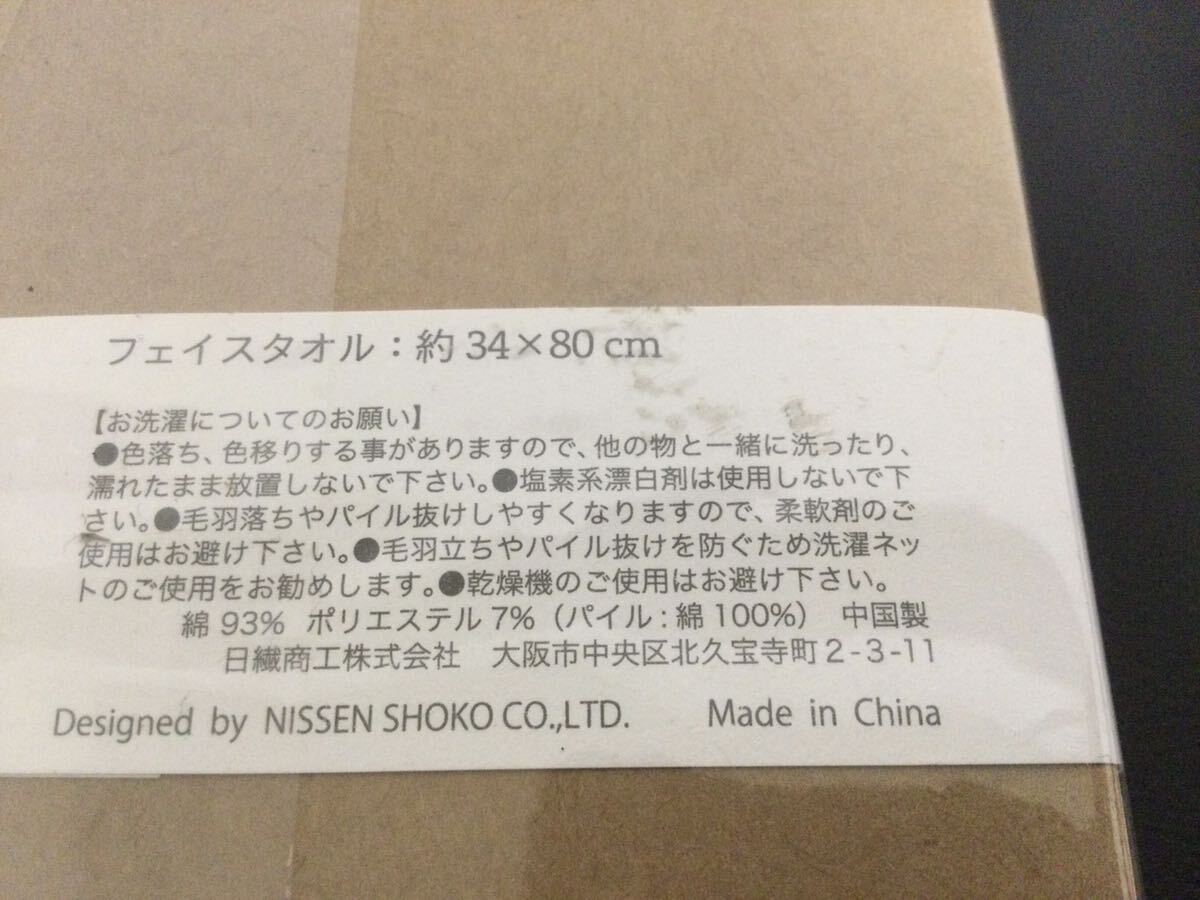 フェイスタオル：約 34×80 cm
【お洗濯についてのお願い】
●色落ち、色移りする事がありますので、他の物と一緒に洗ったり、
濡れたまま放置しないで下さい。●塩素系漂白剤は使用しないで下
さい。●毛羽落ちやパイル抜けしやすくなりますので、柔軟剤のご
使用はお避け下さい。●毛羽立ちやパイル抜けを防ぐため洗濯ネッ
トのご使用をお勧めします。●乾燥機のご使用はお避け下さい。
綿 93% ポリエステル 7%（パイル：綿 100%） 中国製
日繊商工株式会社 大阪市中央区北久宝寺町 2-3-11
Designed by NISSEN SHOKO CO.,LTD. Made in China